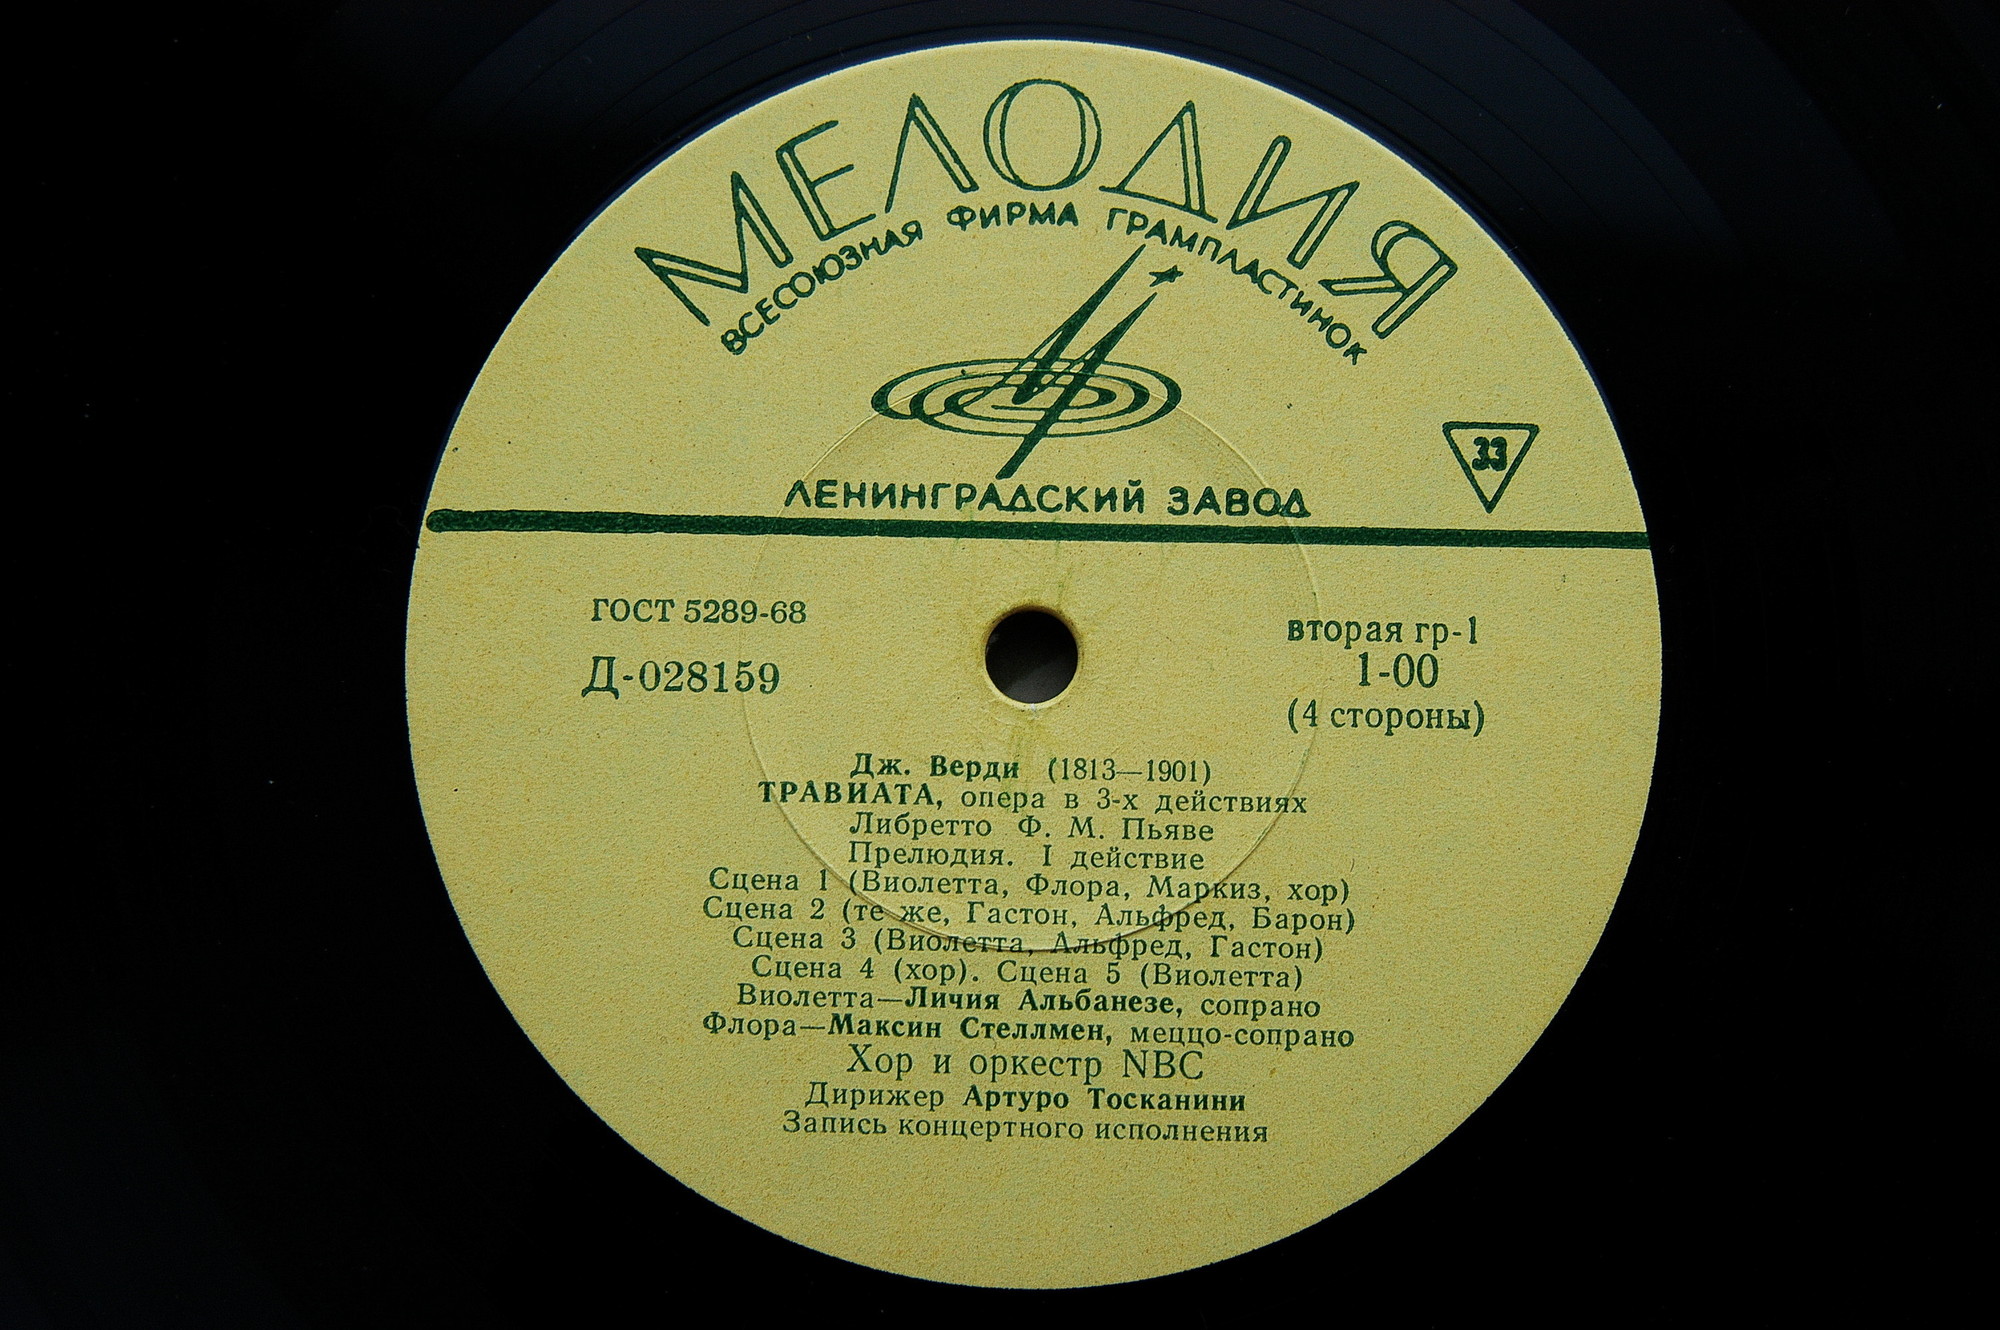 МЕЛОДИЯ
ВСЕСОЮЗНАЯ ФИРМА ГРАМПЛАСТИНОК
33
ЛЕНИНГРАДСКИЙ ЗАВОД
ГОСТ 5289-68
Д-028159
вторая гр-1
1-00
(4 стороны)
Дж. Верди (1813—1901)
ТРАВИАТА, опера в 3-х действиях
Либретто Ф. М. Пьяве
Прелюдия. I действие
Сцена 1 (Виолетта, Флора, Маркиз, хор)
Сцена 2 (те же, Гастон, Альфред, Барон)
Сцена 3 (Виолетта, Альфред, Гастон)
Сцена 4 (хор). Сцена 5 (Виолетта)
Виолетта—Личия Альбанезе, сопрано
Флора—Максин Стеллмен, меццо-сопрано
Хор и оркестр NBC
Дирижер Артуро Тосканини
Запись концертного исполнения